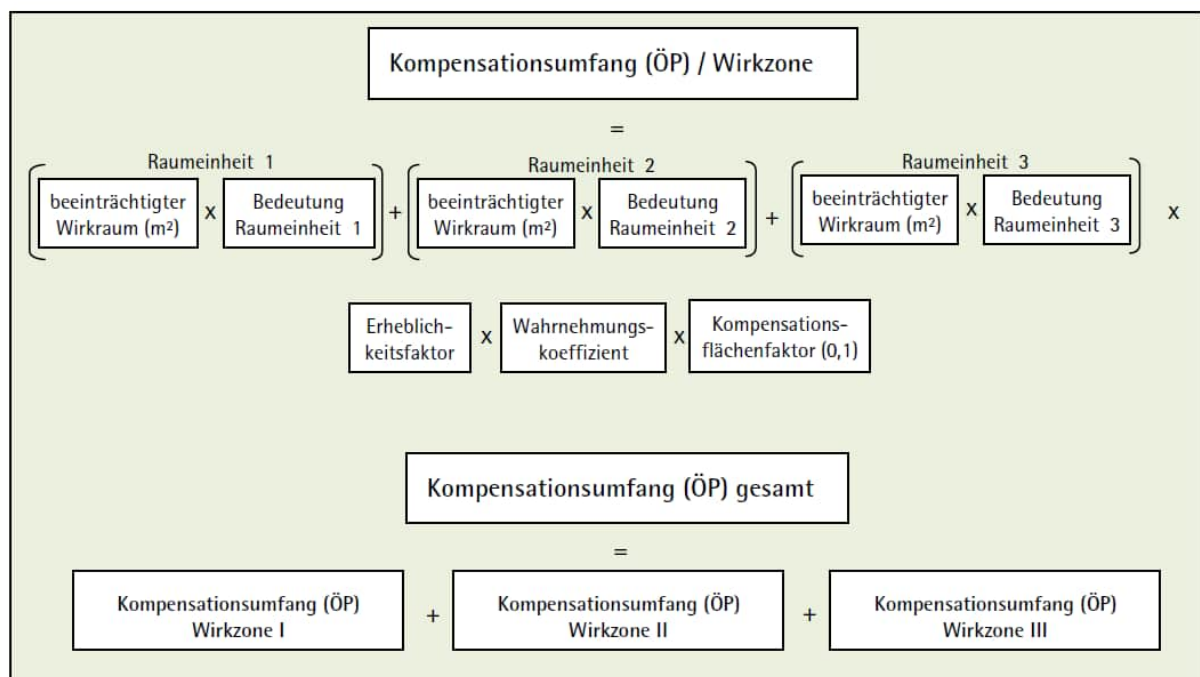 Kompensationsumfang (ÖP) / Wirkzone
=
Raumeinheit 1
Raumeinheit 2
Raumeinheit 3
beeinträchtigter
Wirkraum (m²)
x
Bedeutung
Raumeinheit 1
+
beeinträchtigter
Wirkraum (m²)
x
Bedeutung
Raumeinheit 2
+
beeinträchtigter
Wirkraum (m²)
x
Bedeutung
Raumeinheit 3
x
Erheblich-
keitsfaktor
x
Wahrnehmungs-
koeffizient
x
Kompensations-
flächenfaktor (0,1)
Kompensationsumfang (ÖP) gesamt
=
Kompensationsumfang (ÖP)
Wirkzone I
+
Kompensationsumfang (ÖP)
Wirkzone II
+
Kompensationsumfang (ÖP)
Wirkzone III